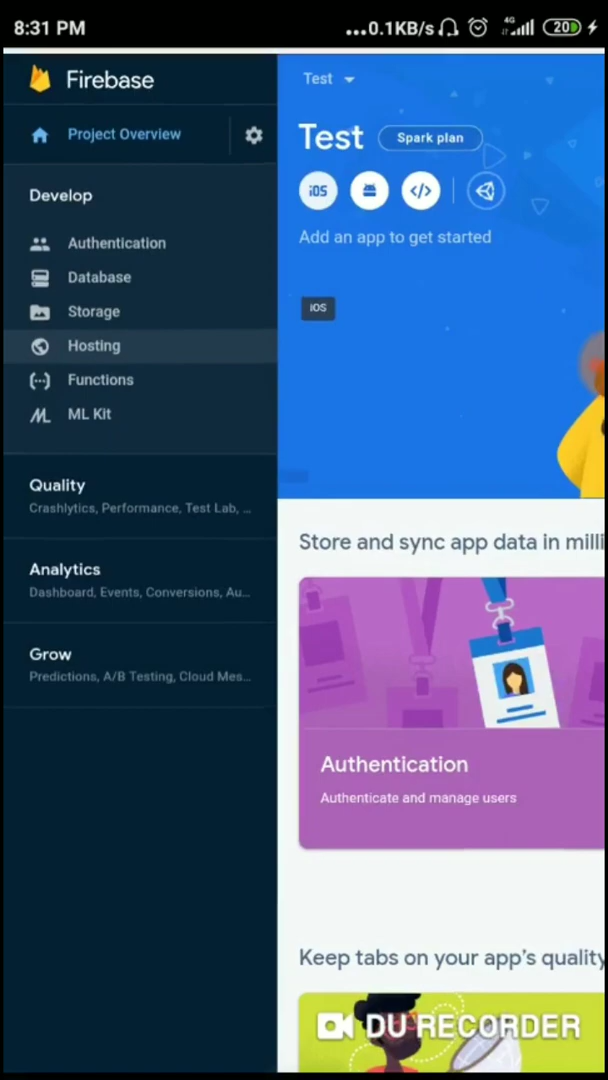 8:31 PM
...0.1KB/s
4G
20
Firebase
Project Overview
Develop
Authentication
Database
Storage
Hosting
Functions
ML Kit
Quality
Crashlytics, Performance, Test Lab, ...
Analytics
Dashboard, Events, Conversions, Au...
Grow
Predictions, A/B Testing, Cloud Mes...
Test
Test
Spark plan
iOS
Add an app to get started
iOS
Store and sync app data in milli
Authentication
Authenticate and manage users
Keep tabs on your app's quality
DU RECORDER